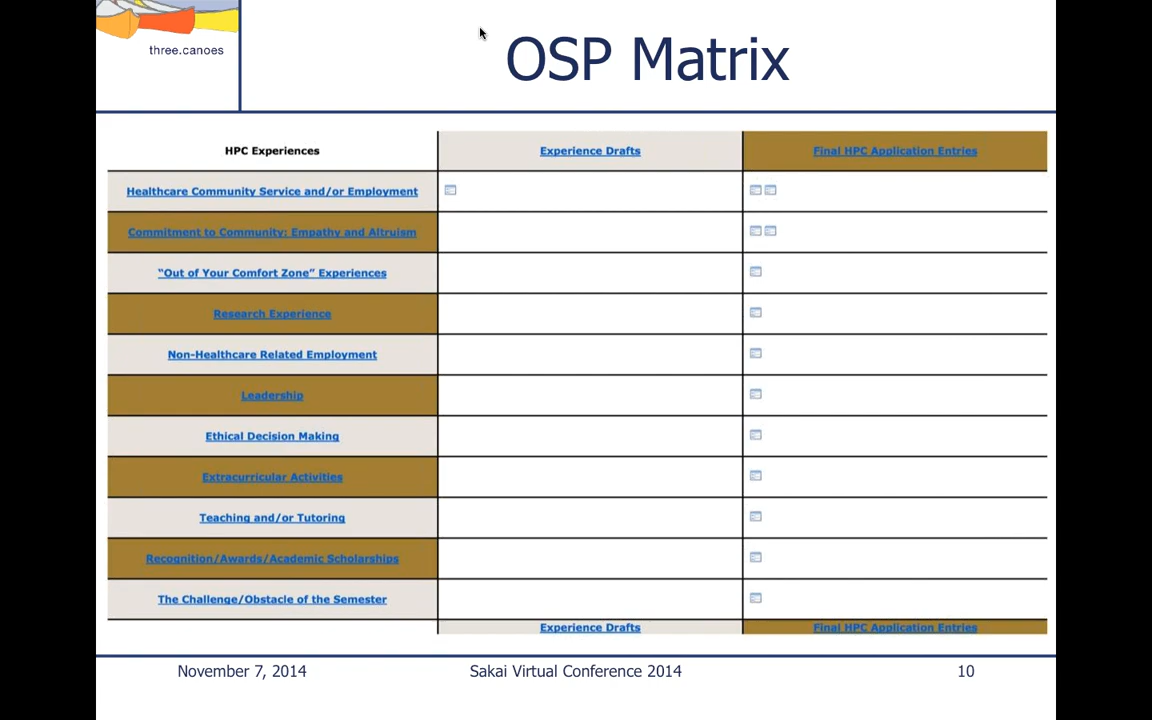 three.canoes
OSP Matrix
HPC Experiences
Experience Drafts
Final HPC Application Entries
Healthcare Community Service and/or Employment
Commitment to Community: Empathy and Altruism
“Out of Your Comfort Zone” Experiences
Research Experience
Non-Healthcare Related Employment
Leadership
Ethical Decision Making
Extracurricular Activities
Teaching and/or Tutoring
Recognition/Awards/Academic Scholarships
The Challenge/Obstacle of the Semester
Experience Drafts
Final HPC Application Entries
November 7, 2014
Sakai Virtual Conference 2014
10